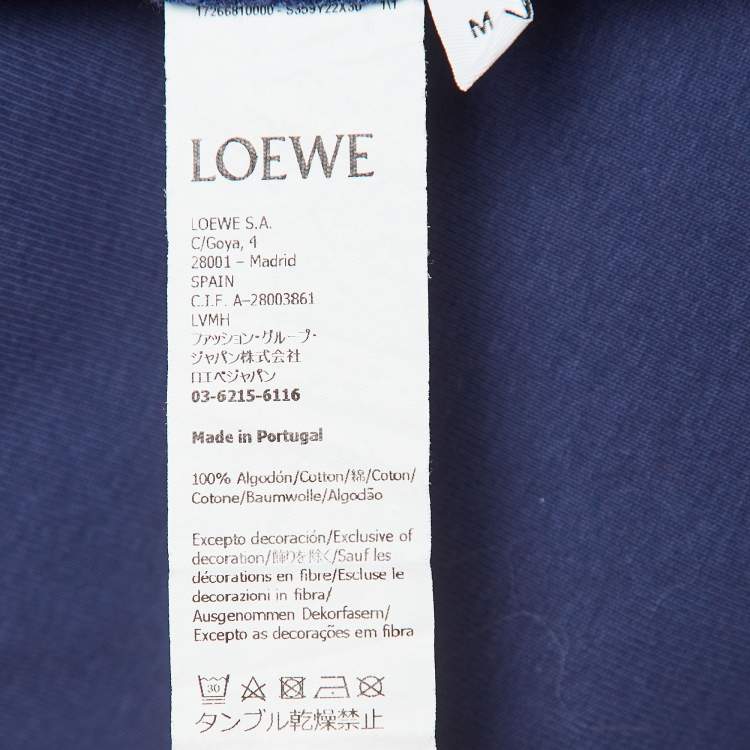 17266810000 - S359Y22X30 1\1
M
LOEWE
LOEWE S.A.
C/Goya, 4
28001 – Madrid
SPAIN
C.I.F. A-28003861
LVMH
ファッション・グループ・
ジャパン株式会社
ロエベジャパン
03-6215-6116
Made in Portugal
100% Algodón/Cotton/綿/Coton/
Cotone/Baumwolle/Algodão
Excepto decoración/Exclusive of
decoration/飾りを除く/Sauf les
décorations en fibre/Escluse le
decorazioni in fibra/
Ausgenommen Dekorfasern/
Excepto as decorações em fibra
30
タンブル乾燥禁止